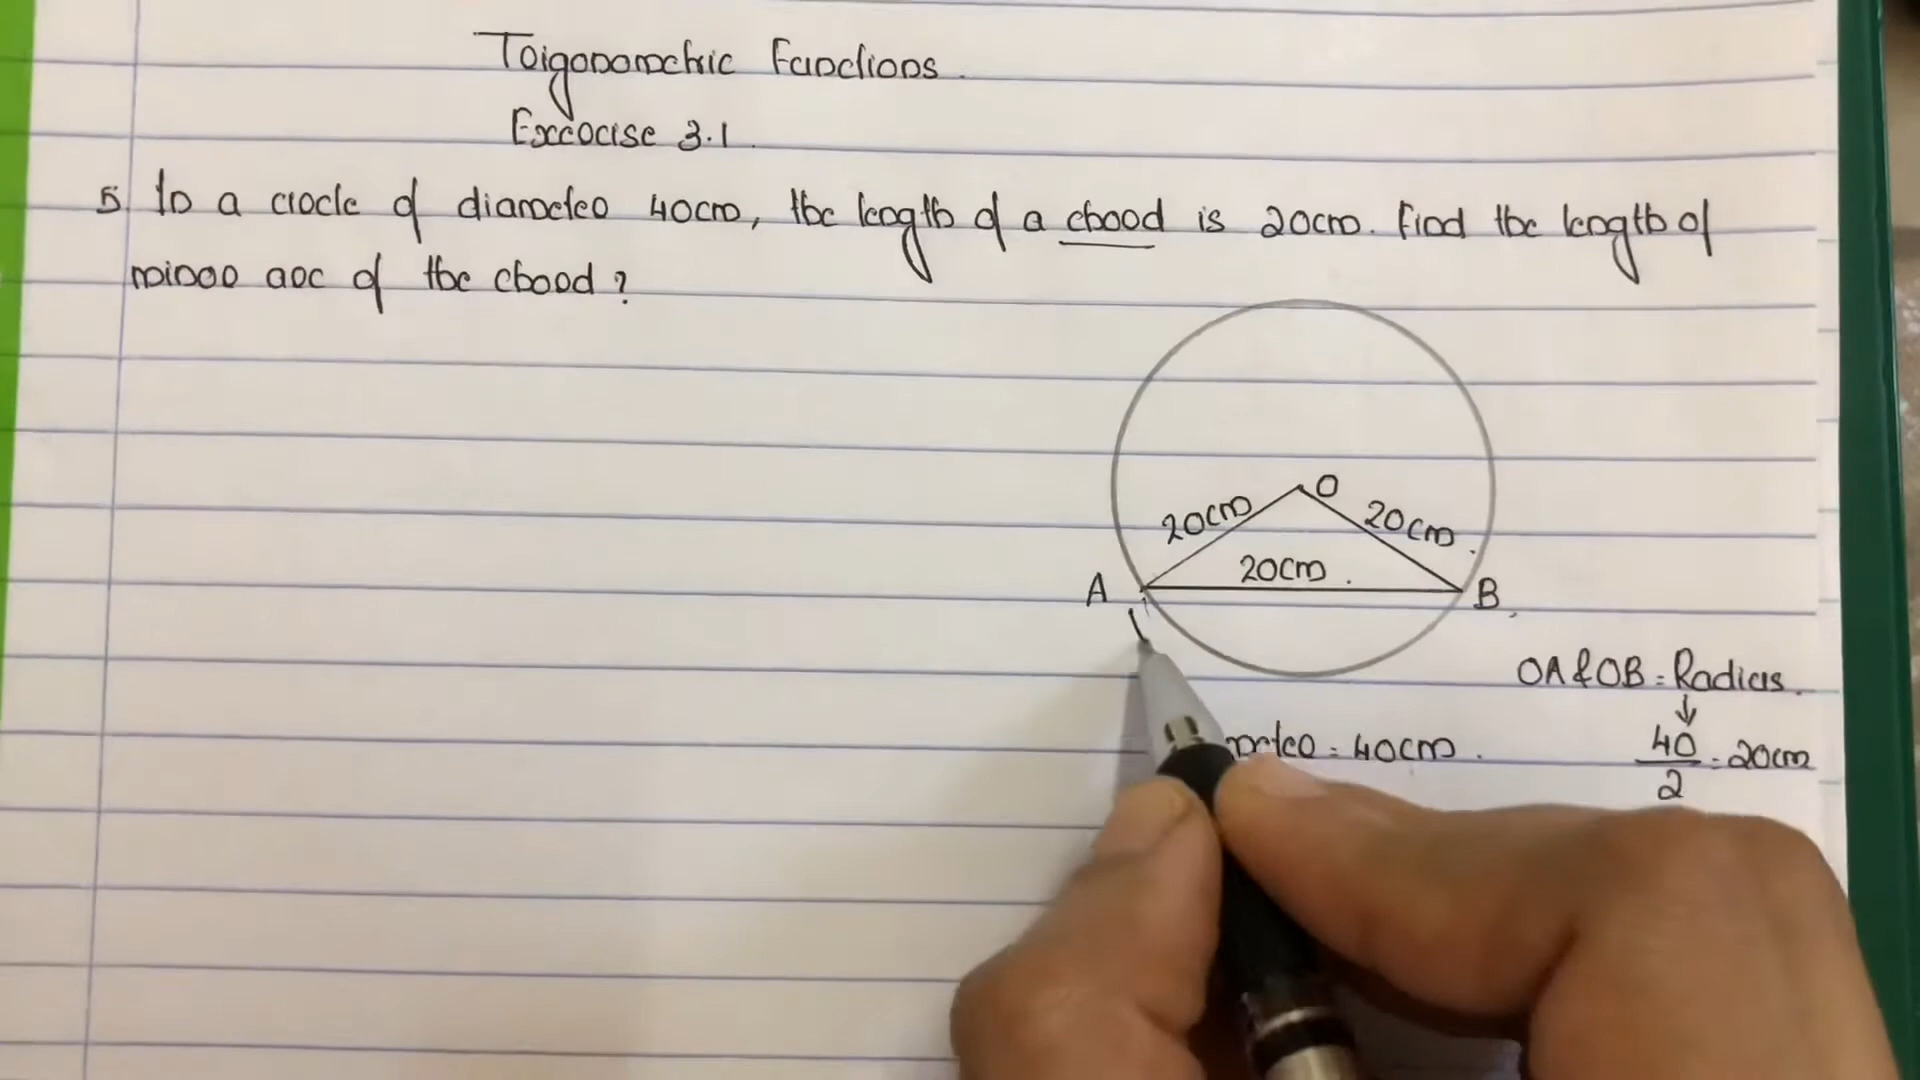 Trigonometric Functions.
Exercise 3.1.
5. In a circle of diameter 40cm, the length of a chord is 20cm. Find the length of
minor arc of the chord?
O
20cm
20cm.
20cm.
A
B.
OA & OB = Radius.
↓
= 40cm.
40/2 = 20cm